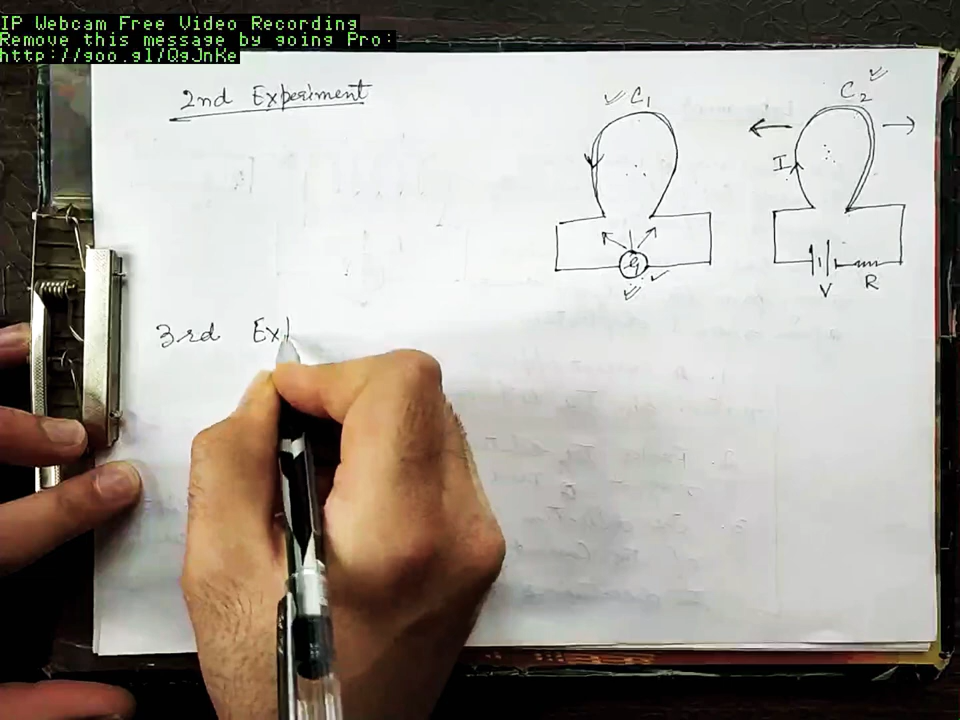 IP Webcam Free Video Recording
Remove this message by going Pro:
http://goo.gl/QgJnKe
2nd Experiment
C1
C2
I
G
V
R
3rd Exp